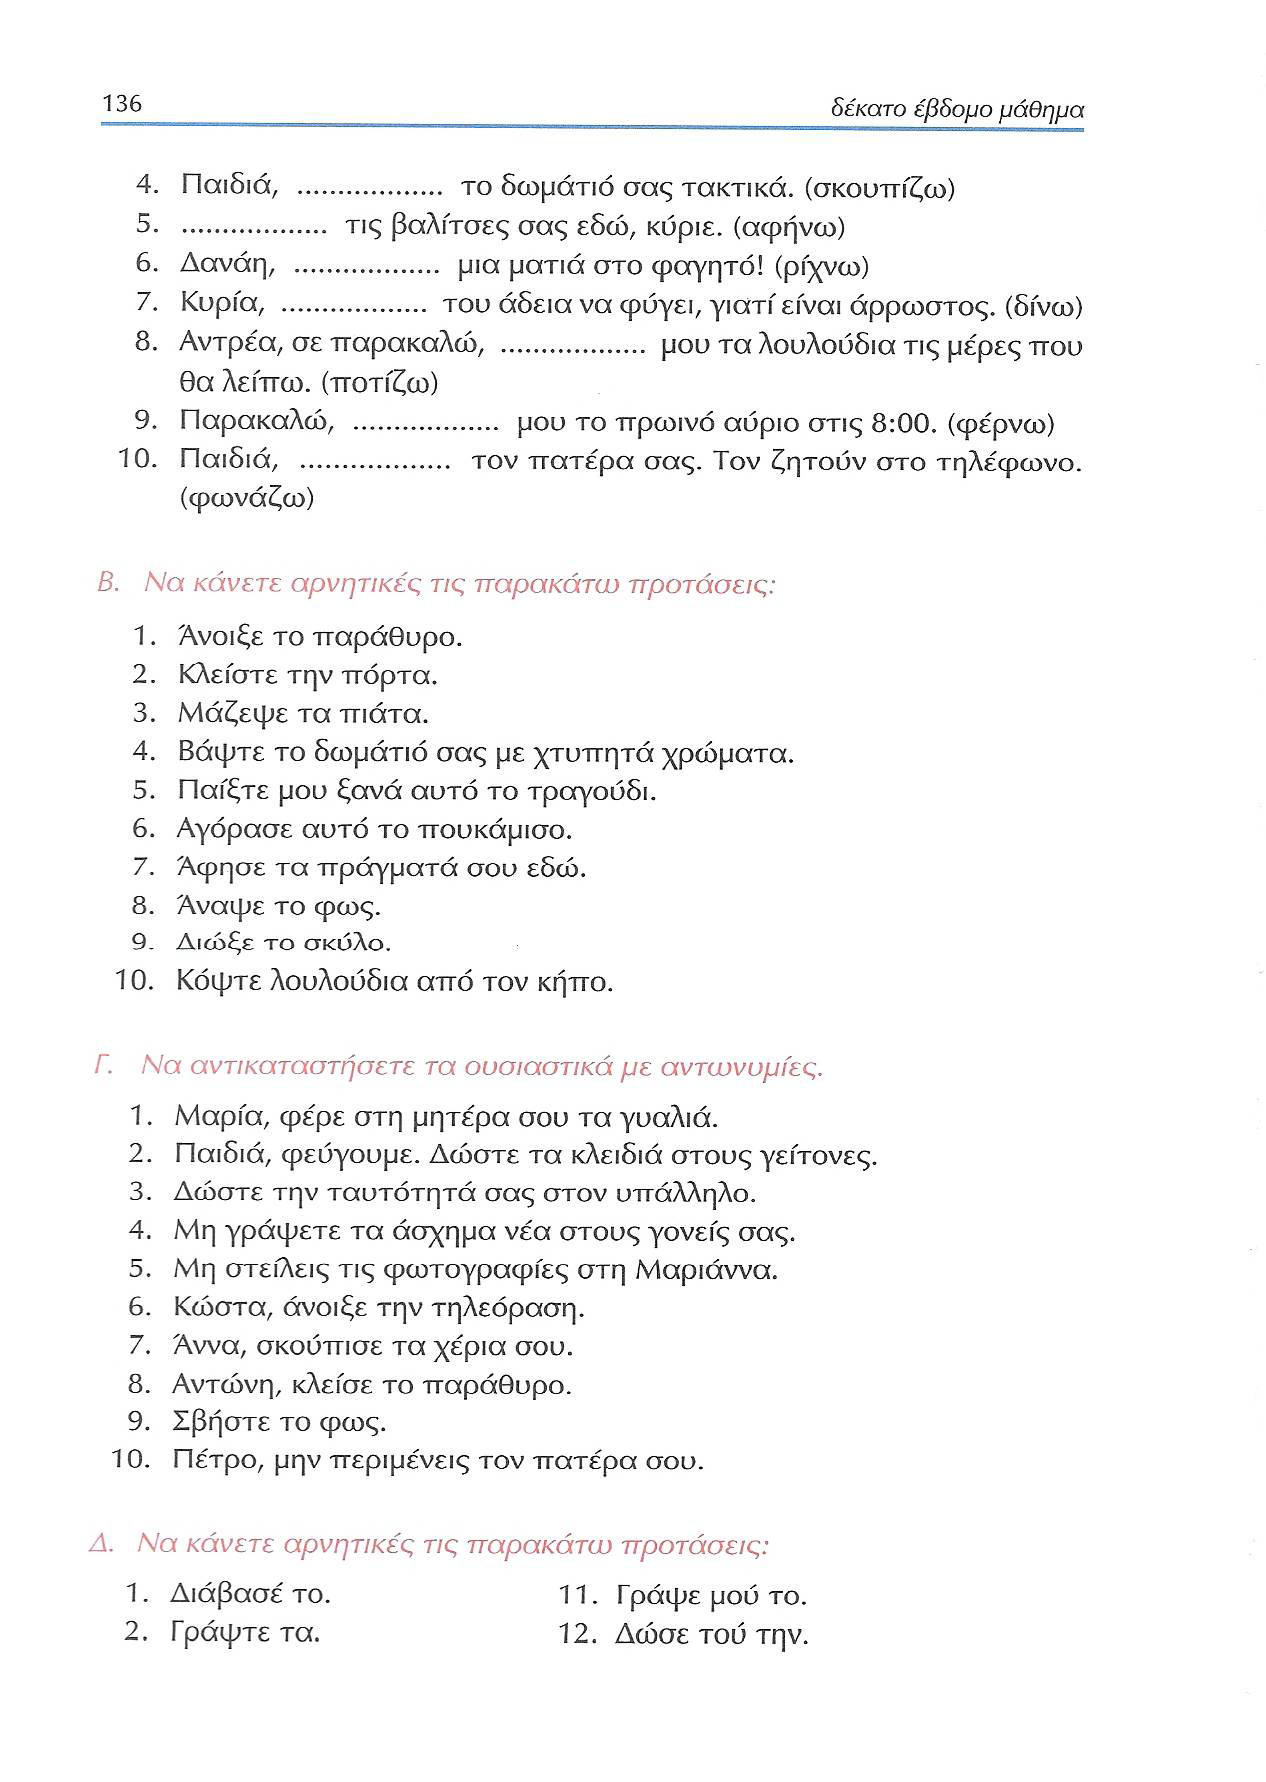 136 δέκατο έβδομο μάθημα
4. Παιδιά, .................. το δωμάτιό σας τακτικά. (σκουπίζω)
5. .................. τις βαλίτσες σας εδώ, κύριε. (αφήνω)
6. Δανάη, .................. μια ματιά στο φαγητό! (ρίχνω)
7. Κυρία, .................. του άδεια να φύγει, γιατί είναι άρρωστος. (δίνω)
8. Αντρέα, σε παρακαλώ, .................. μου τα λουλούδια τις μέρες που
θα λείπω. (ποτίζω)
9. Παρακαλώ, .................. μου το πρωινό αύριο στις 8:00. (φέρνω)
10. Παιδιά, .................. τον πατέρα σας. Τον ζητούν στο τηλέφωνο.
(φωνάζω)
Β. Να κάνετε αρνητικές τις παρακάτω προτάσεις:
1. Άνοιξε το παράθυρο.
2. Κλείστε την πόρτα.
3. Μάζεψε τα πιάτα.
4. Βάψτε το δωμάτιό σας με χτυπητά χρώματα.
5. Παίξτε μου ξανά αυτό το τραγούδι.
6. Αγόρασε αυτό το πουκάμισο.
7. Άφησε τα πράγματά σου εδώ.
8. Άναψε το φως.
9. Διώξε το σκύλο.
10. Κόψτε λουλούδια από τον κήπο.
Γ. Να αντικαταστήσετε τα ουσιαστικά με αντωνυμίες.
1. Μαρία, φέρε στη μητέρα σου τα γυαλιά.
2. Παιδιά, φεύγουμε. Δώστε τα κλειδιά στους γείτονες.
3. Δώστε την ταυτότητά σας στον υπάλληλο.
4. Μη γράψετε τα άσχημα νέα στους γονείς σας.
5. Μη στείλεις τις φωτογραφίες στη Μαριάννα.
6. Κώστα, άνοιξε την τηλεόραση.
7. Άννα, σκούπισε τα χέρια σου.
8. Αντώνη, κλείσε το παράθυρο.
9. Σβήστε το φως.
10. Πέτρο, μην περιμένεις τον πατέρα σου.
Δ. Να κάνετε αρνητικές τις παρακάτω προτάσεις:
1. Διάβασέ το. 11. Γράψε μού το.
2. Γράψτε τα. 12. Δώσε τού την.